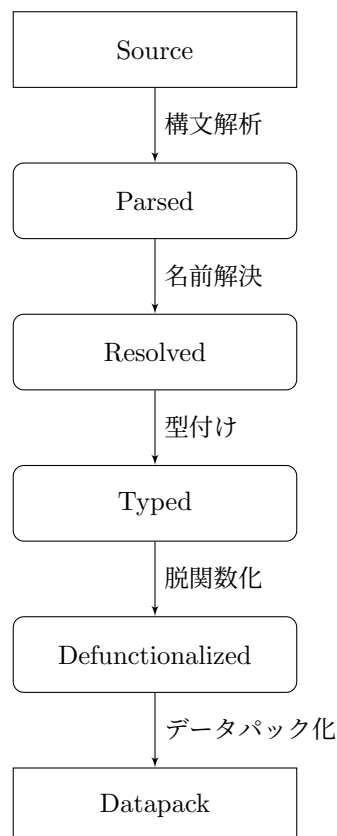 Source
構文解析
Parsed
名前解決
Resolved
型付け
Typed
脱関数化
Defunctionalized
データパック化
Datapack